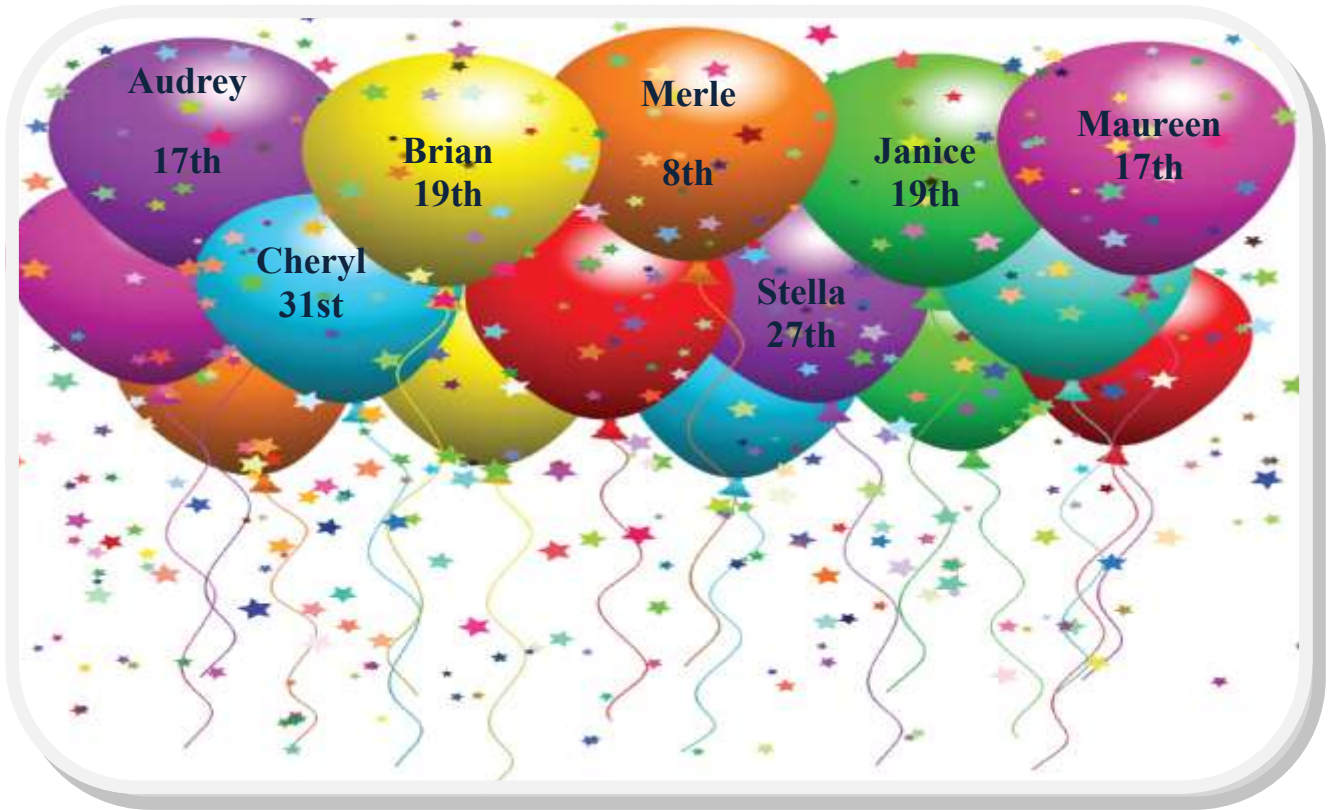 Audrey
17th
Brian
19th
Merle
8th
Janice
19th
Maureen
17th
Cheryl
31st
Stella
27th